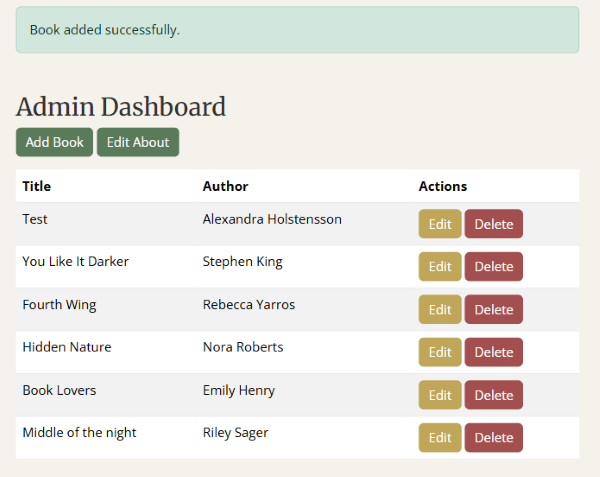 Book added successfully.
Admin Dashboard
Add Book Edit About
Title Author Actions
Test Alexandra Holstensson Edit Delete
You Like It Darker Stephen King Edit Delete
Fourth Wing Rebecca Yarros Edit Delete
Hidden Nature Nora Roberts Edit Delete
Book Lovers Emily Henry Edit Delete
Middle of the night Riley Sager Edit Delete